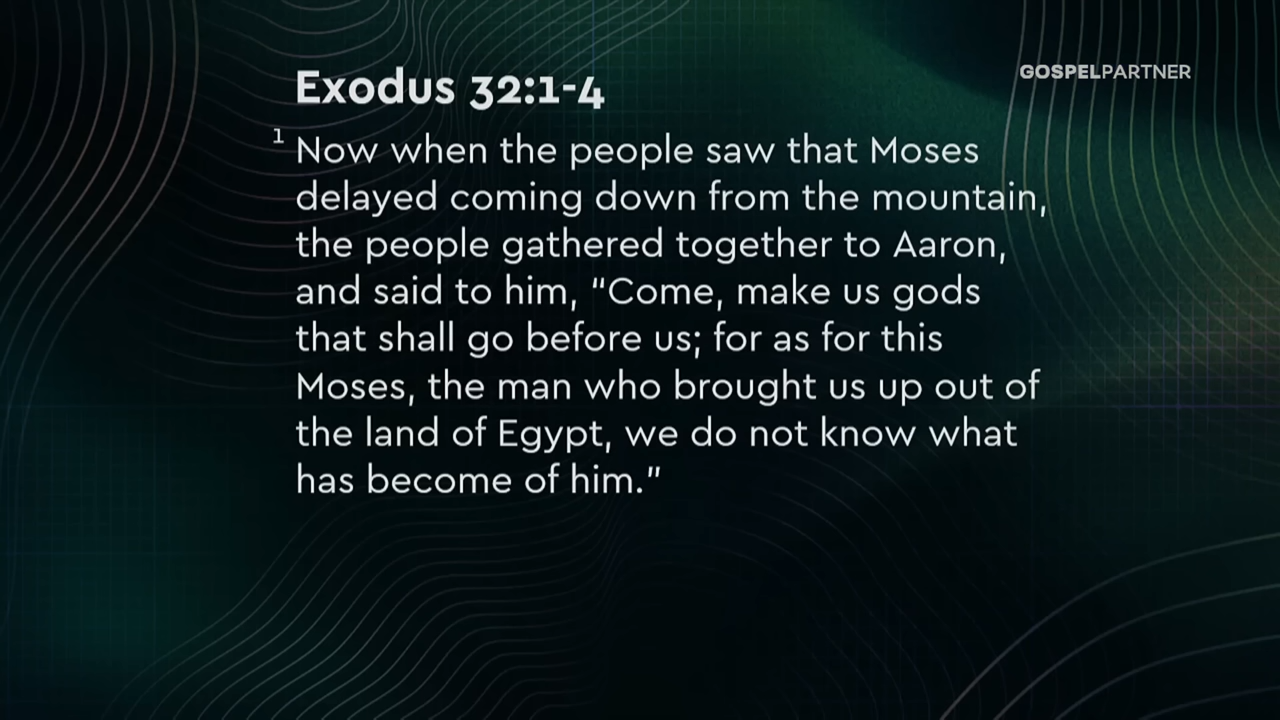 Exodus 32:1-4
GOSPELPARTNER
1 Now when the people saw that Moses
delayed coming down from the mountain,
the people gathered together to Aaron,
and said to him, “Come, make us gods
that shall go before us; for as for this
Moses, the man who brought us up out of
the land of Egypt, we do not know what
has become of him.”